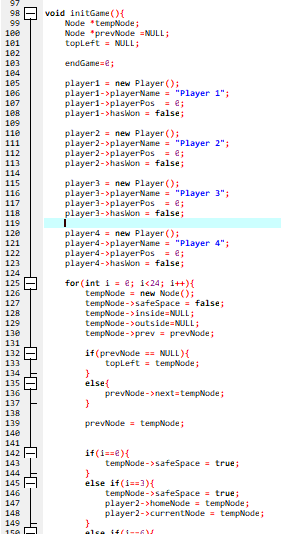 97
98 void initGame(){
99 Node *tempNode;
100 Node *prevNode =NULL;
101 topLeft = NULL;
102
103 endGame=0;
104
105 player1 = new Player();
106 player1->playerName = "Player 1";
107 player1->playerPos = 0;
108 player1->hasWon = false;
109
110 player2 = new Player();
111 player2->playerName = "Player 2";
112 player2->playerPos = 0;
113 player2->hasWon = false;
114
115 player3 = new Player();
116 player3->playerName = "Player 3";
117 player3->playerPos = 0;
118 player3->hasWon = false;
119
120 player4 = new Player();
121 player4->playerName = "Player 4";
122 player4->playerPos = 0;
123 player4->hasWon = false;
124
125 for(int i = 0; i<24; i++){
126 tempNode = new Node();
127 tempNode->safeSpace = false;
128 tempNode->inside=NULL;
129 tempNode->outside=NULL;
130 tempNode->prev = prevNode;
131
132 if(prevNode == NULL){
133 topLeft = tempNode;
134 }
135 else{
136 prevNode->next=tempNode;
137 }
138
139 prevNode = tempNode;
140
141
142 if(i==0){
143 tempNode->safeSpace = true;
144 }
145 else if(i==3){
146 tempNode->safeSpace = true;
147 player2->homeNode = tempNode;
148 player2->currentNode = tempNode;
149 }
150 else if(i==6){